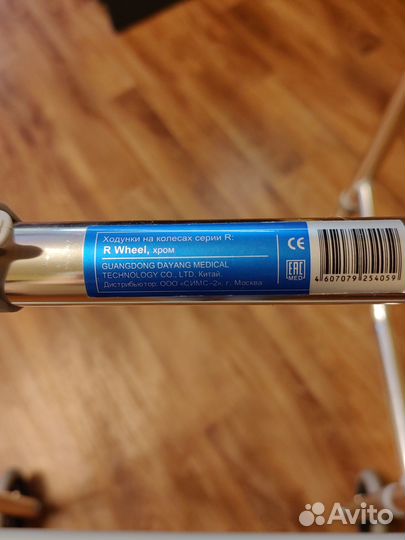 Ходунки на колесах серии R:
R Wheel, хром
GUANGDONG DAYANG MEDICAL
TECHNOLOGY CO., LTD. Китай.
Дистрибьютор: ООО «СИМС-2», г. Москва
CE
EAC
MED
4 607079 254059
Avito